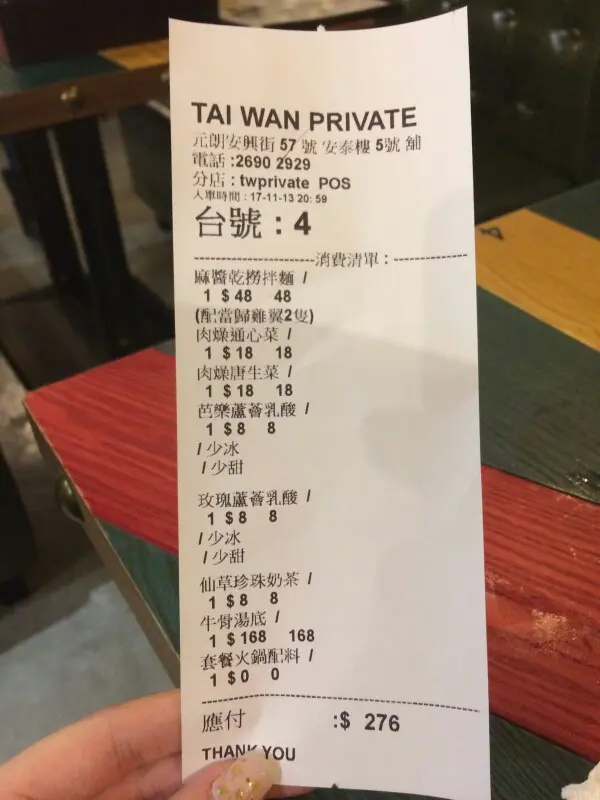 TAI WAN PRIVATE
元朗安興街 57 號 安泰樓 5號 舖
電話 :2690 2929
分店 : twprivate POS
入單時間 : 17-11-13 20: 59
台號 : 4
---------------------消費清單 : -------------
麻醬乾撈拌麵 /
1 $ 48 48
(配當歸雞翼2隻)
肉燥通心菜 /
1 $ 18 18
肉燥唐生菜 /
1 $ 18 18
芭樂蘆薈乳酸 /
1 $ 8 8
/ 少冰
/ 少甜
玫瑰蘆薈乳酸 /
1 $ 8 8
/ 少冰
/ 少甜
仙草珍珠奶茶 /
1 $ 8 8
牛骨湯底 /
1 $ 168 168
套餐火鍋配料 /
1 $ 0 0
應付 :$ 276
THANK YOU